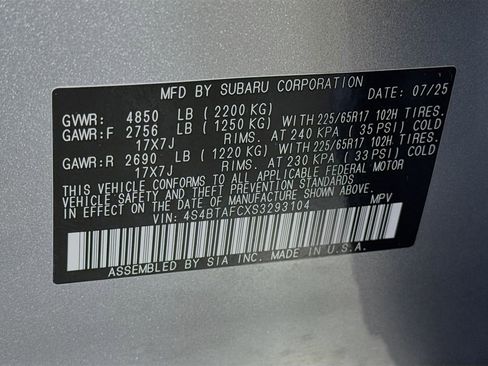 MFD BY SUBARU CORPORATION DATE: 07/25
GVWR: 4850 LB ( 2200 KG)
GAWR:F 2756 LB ( 1250 KG) WITH 225/65R17 102H TIRES.
17X7J RIMS. AT 240 KPA ( 35 PSI) COLD
GAWR:R 2690 LB ( 1220 KG) WITH 225/65R17 102H TIRES.
17X7J RIMS. AT 230 KPA ( 33 PSI) COLD
THIS VEHICLE CONFORMS TO ALL APPLICABLE FEDERAL MOTOR
VEHICLE SAFETY AND THEFT PREVENTION STANDARDS
IN EFFECT ON THE DATE OF MANUFACTURE SHOWN ABOVE.
VIN: 4S4BTAFCXS3293104 MPV
ASSEMBLED BY SIA INC. MADE IN U.S.A.